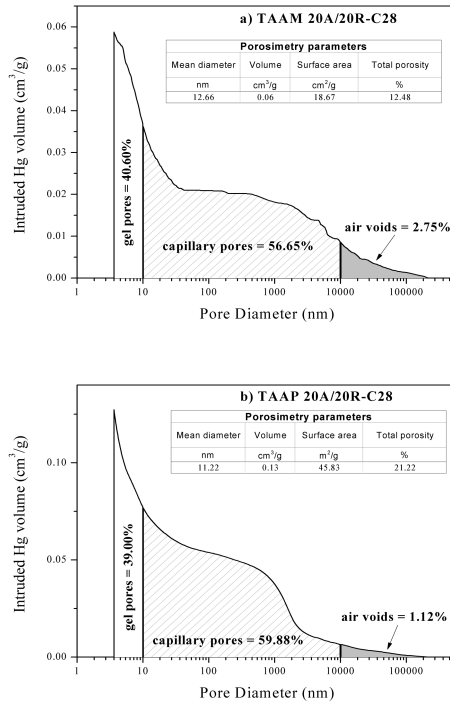 a) TAAM 20A/20R-C28
Porosimetry parameters
Mean diameter Volume Surface area Total porosity
nm cm³/g cm²/g %
12.66 0.06 18.67 12.48
Intruded Hg volume (cm³/g)
0.06
0.05
0.04
0.03
0.02
0.01
0.00
gel pores = 40.60%
capillary pores = 56.65%
air voids = 2.75%
1 10 100 1000 10000 100000
Pore Diameter (nm)
b) TAAP 20A/20R-C28
Porosimetry parameters
Mean diameter Volume Surface area Total porosity
nm cm³/g m²/g %
11.22 0.13 45.83 21.22
Intruded Hg volume (cm³/g)
0.10
0.05
0.00
gel pores = 39.00%
capillary pores = 59.88%
air voids = 1.12%
1 10 100 1000 10000 100000
Pore Diameter (nm)